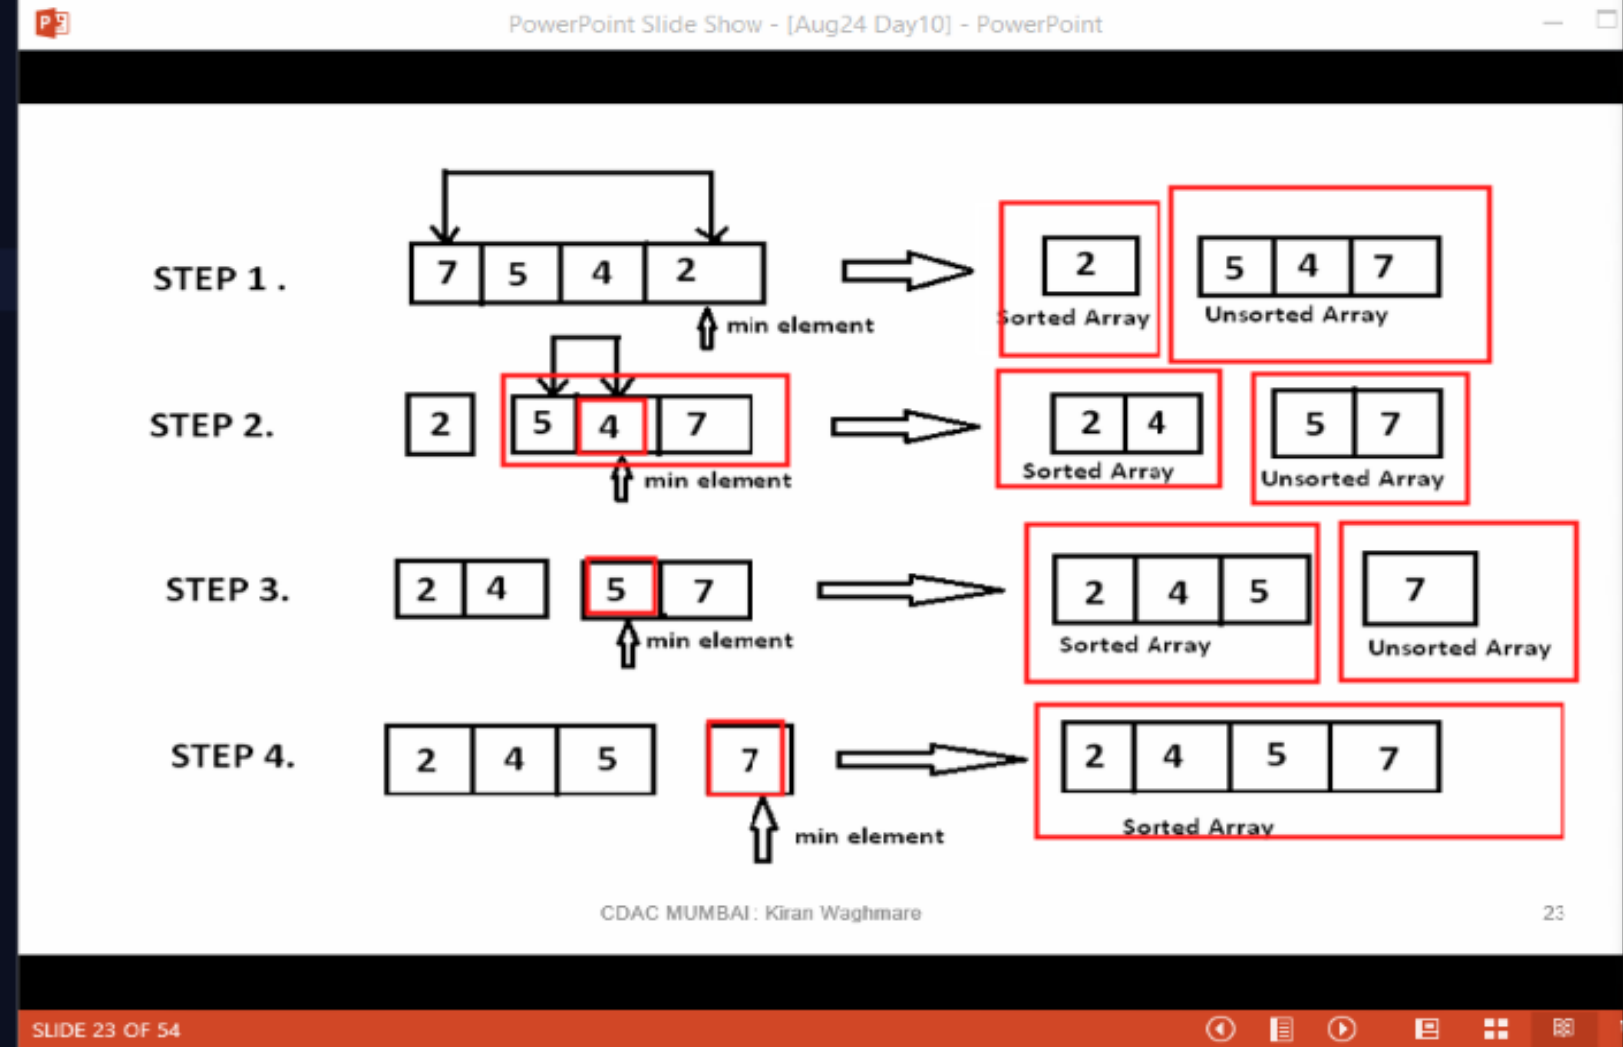 PowerPoint Slide Show - [Aug24 Day10] - PowerPoint
STEP 1 .
7 5 4 2
min element
2
Sorted Array
5 4 7
Unsorted Array
STEP 2.
2
5 4 7
min element
2 4
Sorted Array
5 7
Unsorted Array
STEP 3.
2 4
5 7
min element
2 4 5
Sorted Array
7
Unsorted Array
STEP 4.
2 4 5
7
min element
2 4 5 7
Sorted Array
CDAC MUMBAI: Kiran Waghmare
23
SLIDE 23 OF 54